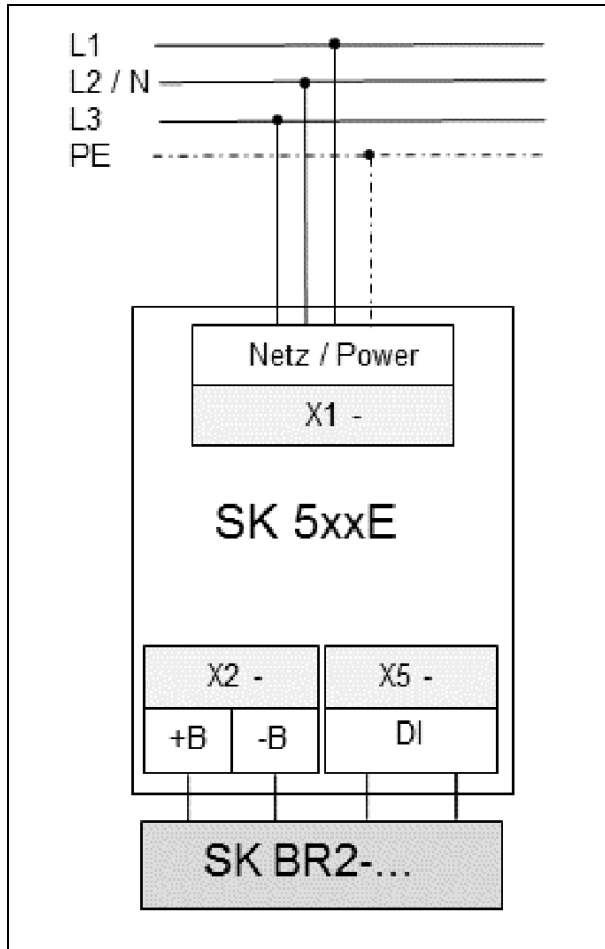 L1
L2 / N
L3
PE
Netz / Power
X1 -
SK 5xxE
X2 -
X5 -
+B
-B
DI
SK BR2-...